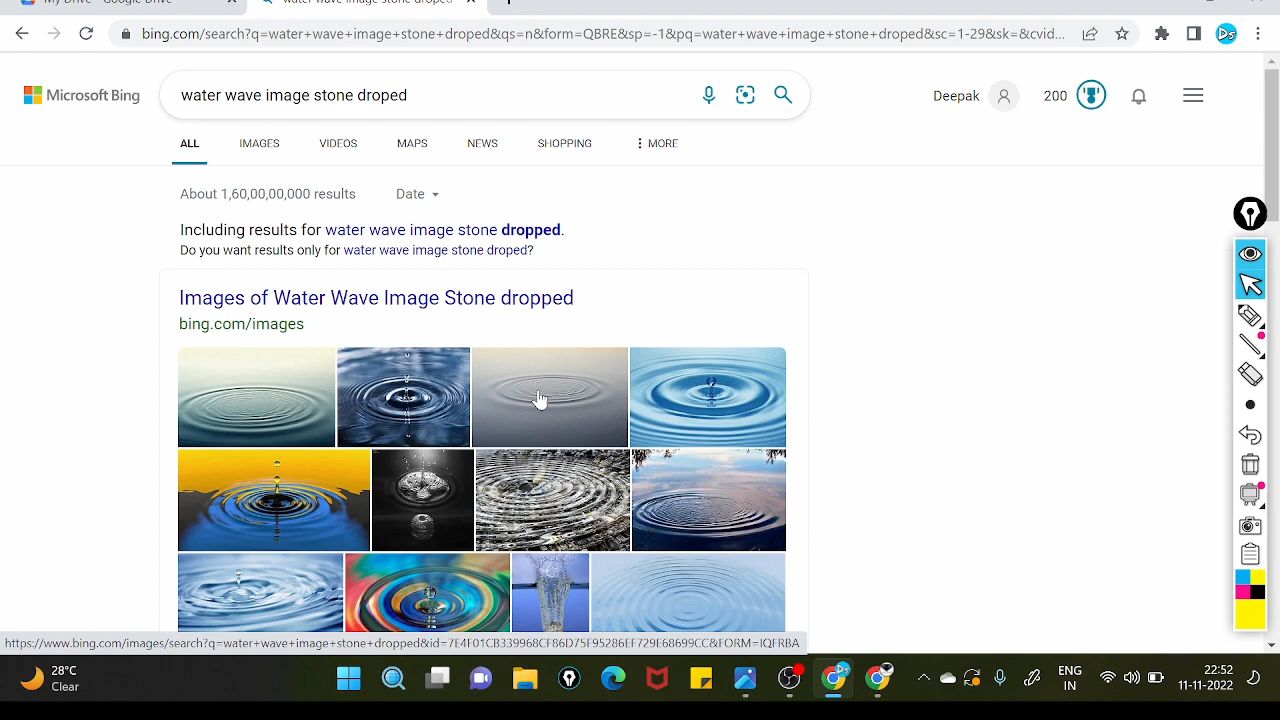 My Drive - Google Drive
water wave image stone droped
bing.com/search?q=water+wave+image+stone+droped&qs=n&form=QBRE&sp=-1&pq=water+wave+image+stone+droped&sc=1-29&sk=&cvid...
Ds
Microsoft Bing
water wave image stone droped
Deepak
200
ALL
IMAGES
VIDEOS
MAPS
NEWS
SHOPPING
MORE
About 1,60,00,00,000 results
Date
Including results for water wave image stone dropped.
Do you want results only for water wave image stone droped?
Images of Water Wave Image Stone dropped
bing.com/images
https://www.bing.com/images/search?q=water+wave+image+stone+dropped&id=7E4F01CB339968CF86D75F95286EF729E68699CC&FORM=IQFRBA
28°C
Clear
Ds
ENG
IN
22:52
11-11-2022